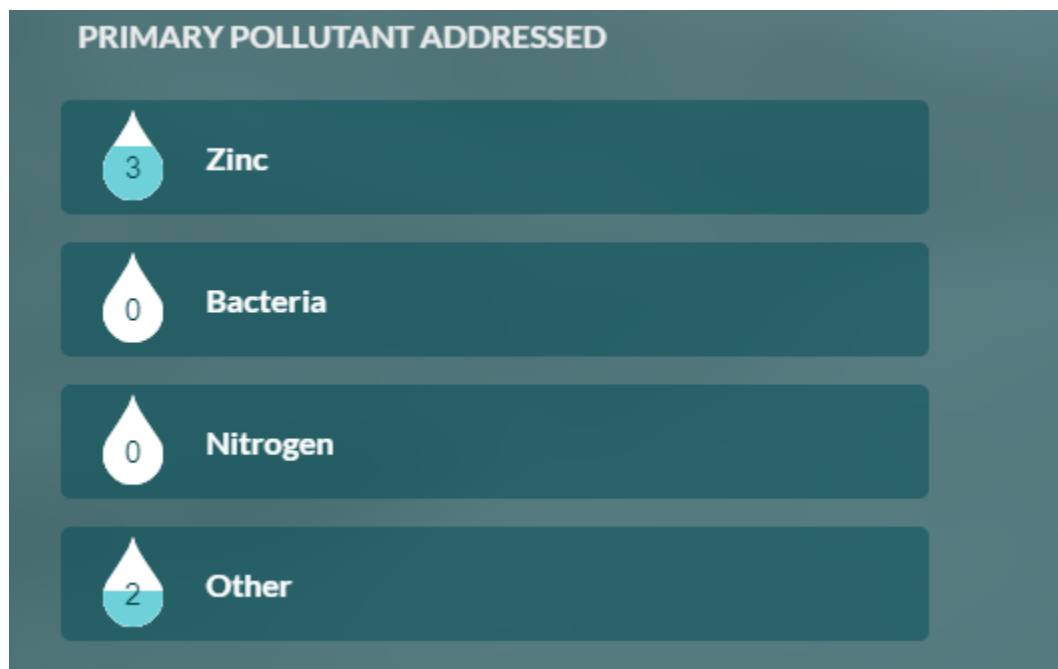 PRIMARY POLLUTANT ADDRESSED
3 Zinc
0 Bacteria
0 Nitrogen
2 Other